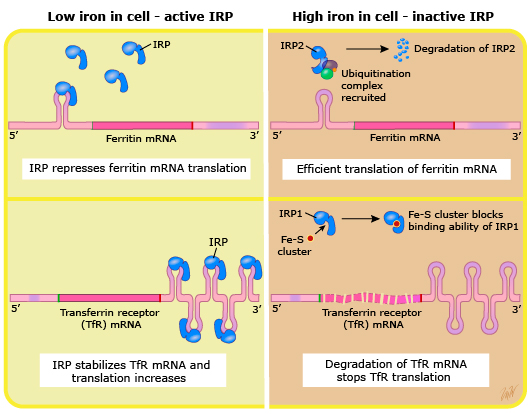 Low iron in cell - active IRP
High iron in cell - inactive IRP
IRP
5′
3′
Ferritin mRNA
IRP represses ferritin mRNA translation
IRP2
Degradation of IRP2
Ubiquitination
complex
recruited
5′
3′
Ferritin mRNA
Efficient translation of ferritin mRNA
IRP
5′
3′
Transferrin receptor
(TfR) mRNA
IRP stabilizes TfR mRNA and
translation increases
IRP1
Fe-S
cluster
Fe-S cluster blocks
binding ability of IRP1
5′
3′
Transferrin receptor
(TfR) mRNA
Degradation of TfR mRNA
stops TfR translation